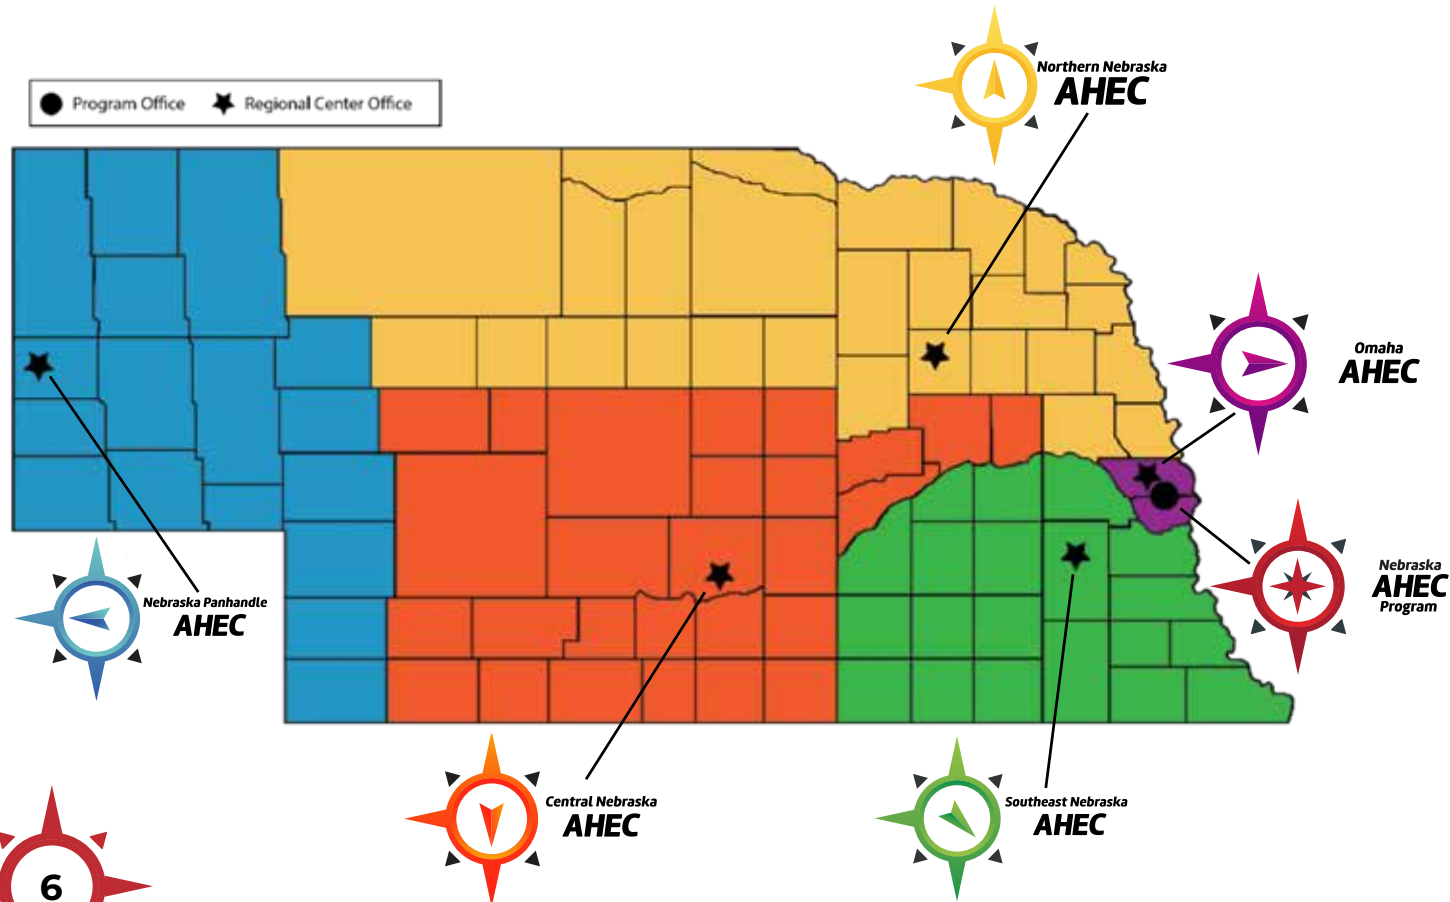 Northern Nebraska
AHEC
Program Office
Regional Center Office
Omaha
AHEC
Nebraska
AHEC
Program
Nebraska Panhandle
AHEC
Central Nebraska
AHEC
Southeast Nebraska
AHEC
6